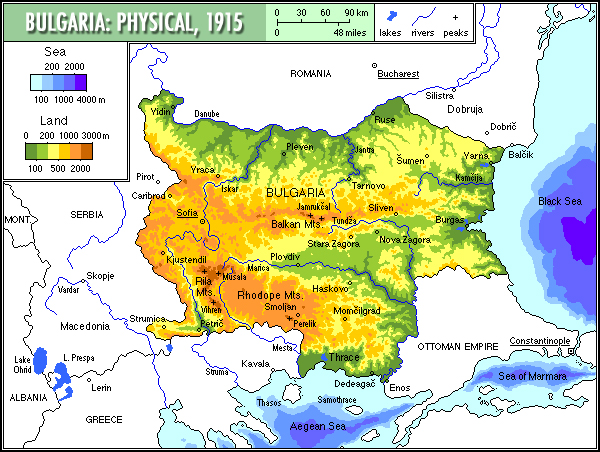 BULGARIA: PHYSICAL, 1915
0 30 60 90 km
0 48 miles
lakes rivers peaks
Sea
200 2000
100 1000 4000 m
Land
0 200 1000 3000m
100 500 2000
ROMANIA
Bucharest
Silistra
Dobruja
Dobrič
Balčik
Vidin
Danube
Ruse
Pleven
Jantra
Šumen
Varna
Vraca
Pirot
Iskar
Tarnovo
Kamčija
Caribrod
BULGARIA
Jamrukčal
Sliven
Black Sea
MONT.
SERBIA
Sofia
Balkan Mts.
Tundža
Burgas
Stara Zagora
Nova Zagora
Kjustendil
Plovdiv
Marica
Skopje
Rila
Mts.
Musala
Haskovo
Vardar
Rhodope Mts.
Vihren
Smoljan
Momčilgrad
Strumica
Petrič
Perelik
Macedonia
Constantinople
Mesta
Thrace
OTTOMAN EMPIRE
Lake
Ohrid
L. Prespa
Struma
Kavala
Dedeagač
Enos
Sea of Marmara
Lerin
ALBANIA
Thasos
Samothrace
GREECE
Aegean Sea